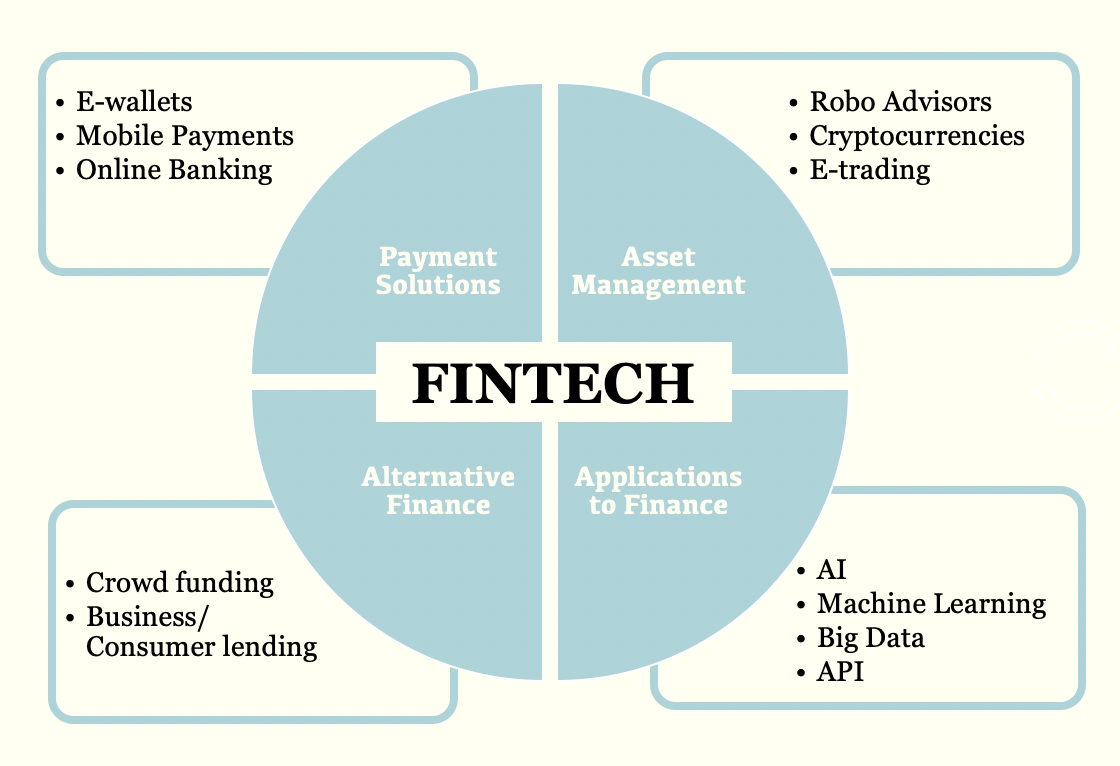 • E-wallets
• Mobile Payments
• Online Banking
• Robo Advisors
• Cryptocurrencies
• E-trading
Payment
Solutions
Asset
Management
FINTECH
Alternative
Finance
Applications
to Finance
• Crowd funding
• Business/
Consumer lending
• AI
• Machine Learning
• Big Data
• API